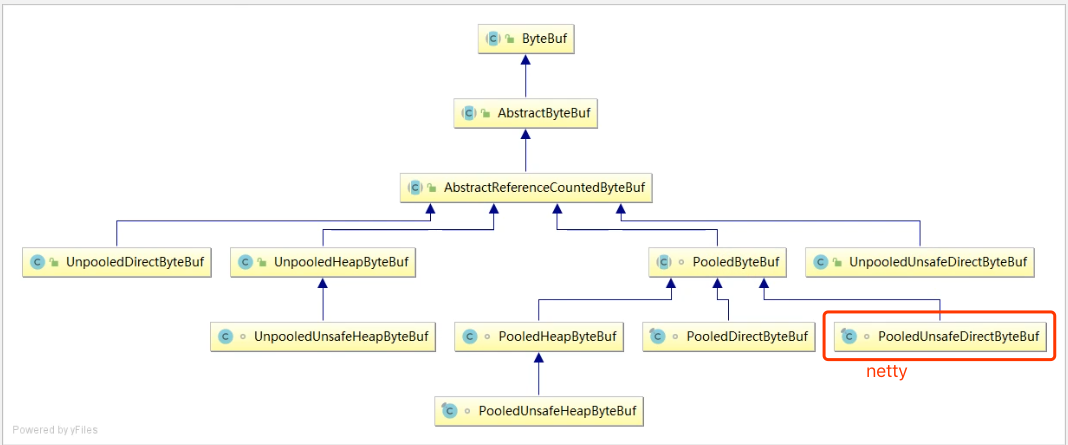 ByteBuf
AbstractByteBuf
AbstractReferenceCountedByteBuf
UnpooledDirectByteBuf
UnpooledHeapByteBuf
PooledByteBuf
UnpooledUnsafeDirectByteBuf
UnpooledUnsafeHeapByteBuf
PooledHeapByteBuf
PooledDirectByteBuf
PooledUnsafeDirectByteBuf
netty
PooledUnsafeHeapByteBuf
Powered by yFiles